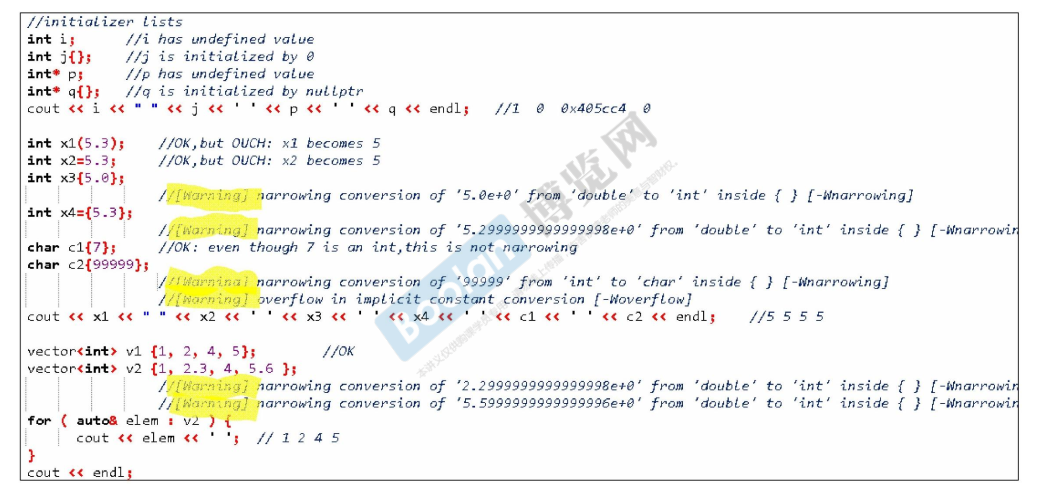 //initializer lists
int i;      //i has undefined value
int j{};    //j is initialized by 0
int* p;     //p has undefined value
int* q{};   //q is initialized by nullptr
cout << i << " " << j << ' ' << p << ' ' << q << endl;   //1  0  0x405cc4  0
int x1(5.3);    //OK,but OUCH: x1 becomes 5
int x2=5.3;     //OK,but OUCH: x2 becomes 5
int x3{5.0};
//[Warning] narrowing conversion of '5.0e+0' from 'double' to 'int' inside { } [-Wnarrowing]
int x4={5.3};
//[Warning] narrowing conversion of '5.2999999999999998e+0' from 'double' to 'int' inside { } [-Wnarrowin
char c1{7};     //OK: even though 7 is an int,this is not narrowing
char c2{99999};
//[Warning] narrowing conversion of '99999' from 'int' to 'char' inside { } [-Wnarrowing]
//[Warning] overflow in implicit constant conversion [-Woverflow]
cout << x1 << " " << x2 << ' ' << x3 << ' ' << x4 << ' ' << c1 << ' ' << c2 << endl;    //5 5 5 5
vector<int> v1 {1, 2, 4, 5};        //OK
vector<int> v2 {1, 2.3, 4, 5.6 };
//[Warning] narrowing conversion of '2.2999999999999998e+0' from 'double' to 'int' inside { } [-Wnarrowin
//[Warning] narrowing conversion of '5.5999999999999996e+0' from 'double' to 'int' inside { } [-Wnarrowin
for ( auto& elem : v2 ) {
cout << elem << ' ';  // 1 2 4 5
}
cout << endl;
Boolan 博览网